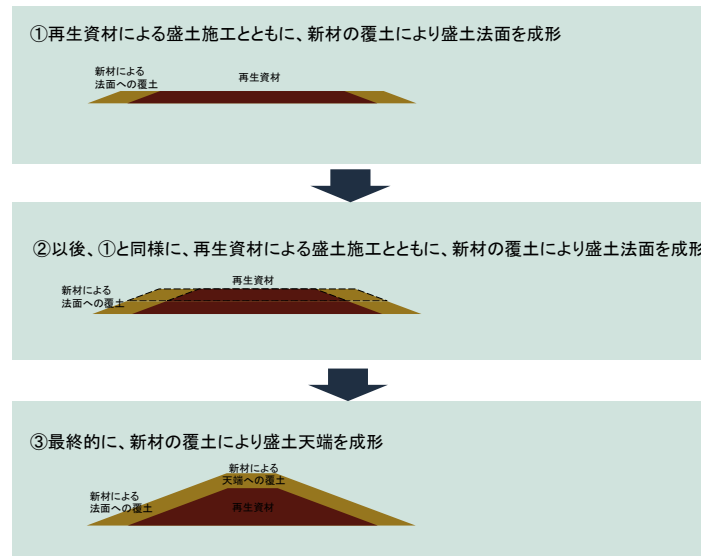 ①再生資材による盛土施工とともに、新材の覆土により盛土法面を成形
新材による
法面への覆土
再生資材
②以後、①と同様に、再生資材による盛土施工とともに、新材の覆土により盛土法面を成形
再生資材
新材による
法面への覆土
③最終的に、新材の覆土により盛土天端を成形
新材による
天端への覆土
新材による
法面への覆土
再生資材